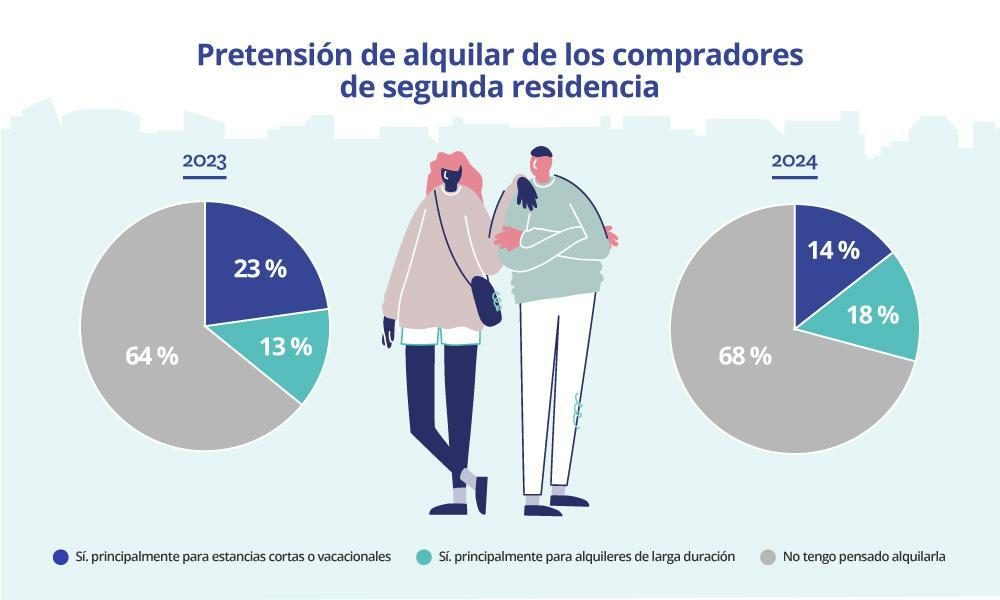 Pretensión de alquilar de los compradores
de segunda residencia
2023
2024
23 %
13 %
64 %
14 %
18 %
68 %
Sí, principalmente para estancias cortas o vacacionales
Sí, principalmente para alquileres de larga duración
No tengo pensado alquilarla